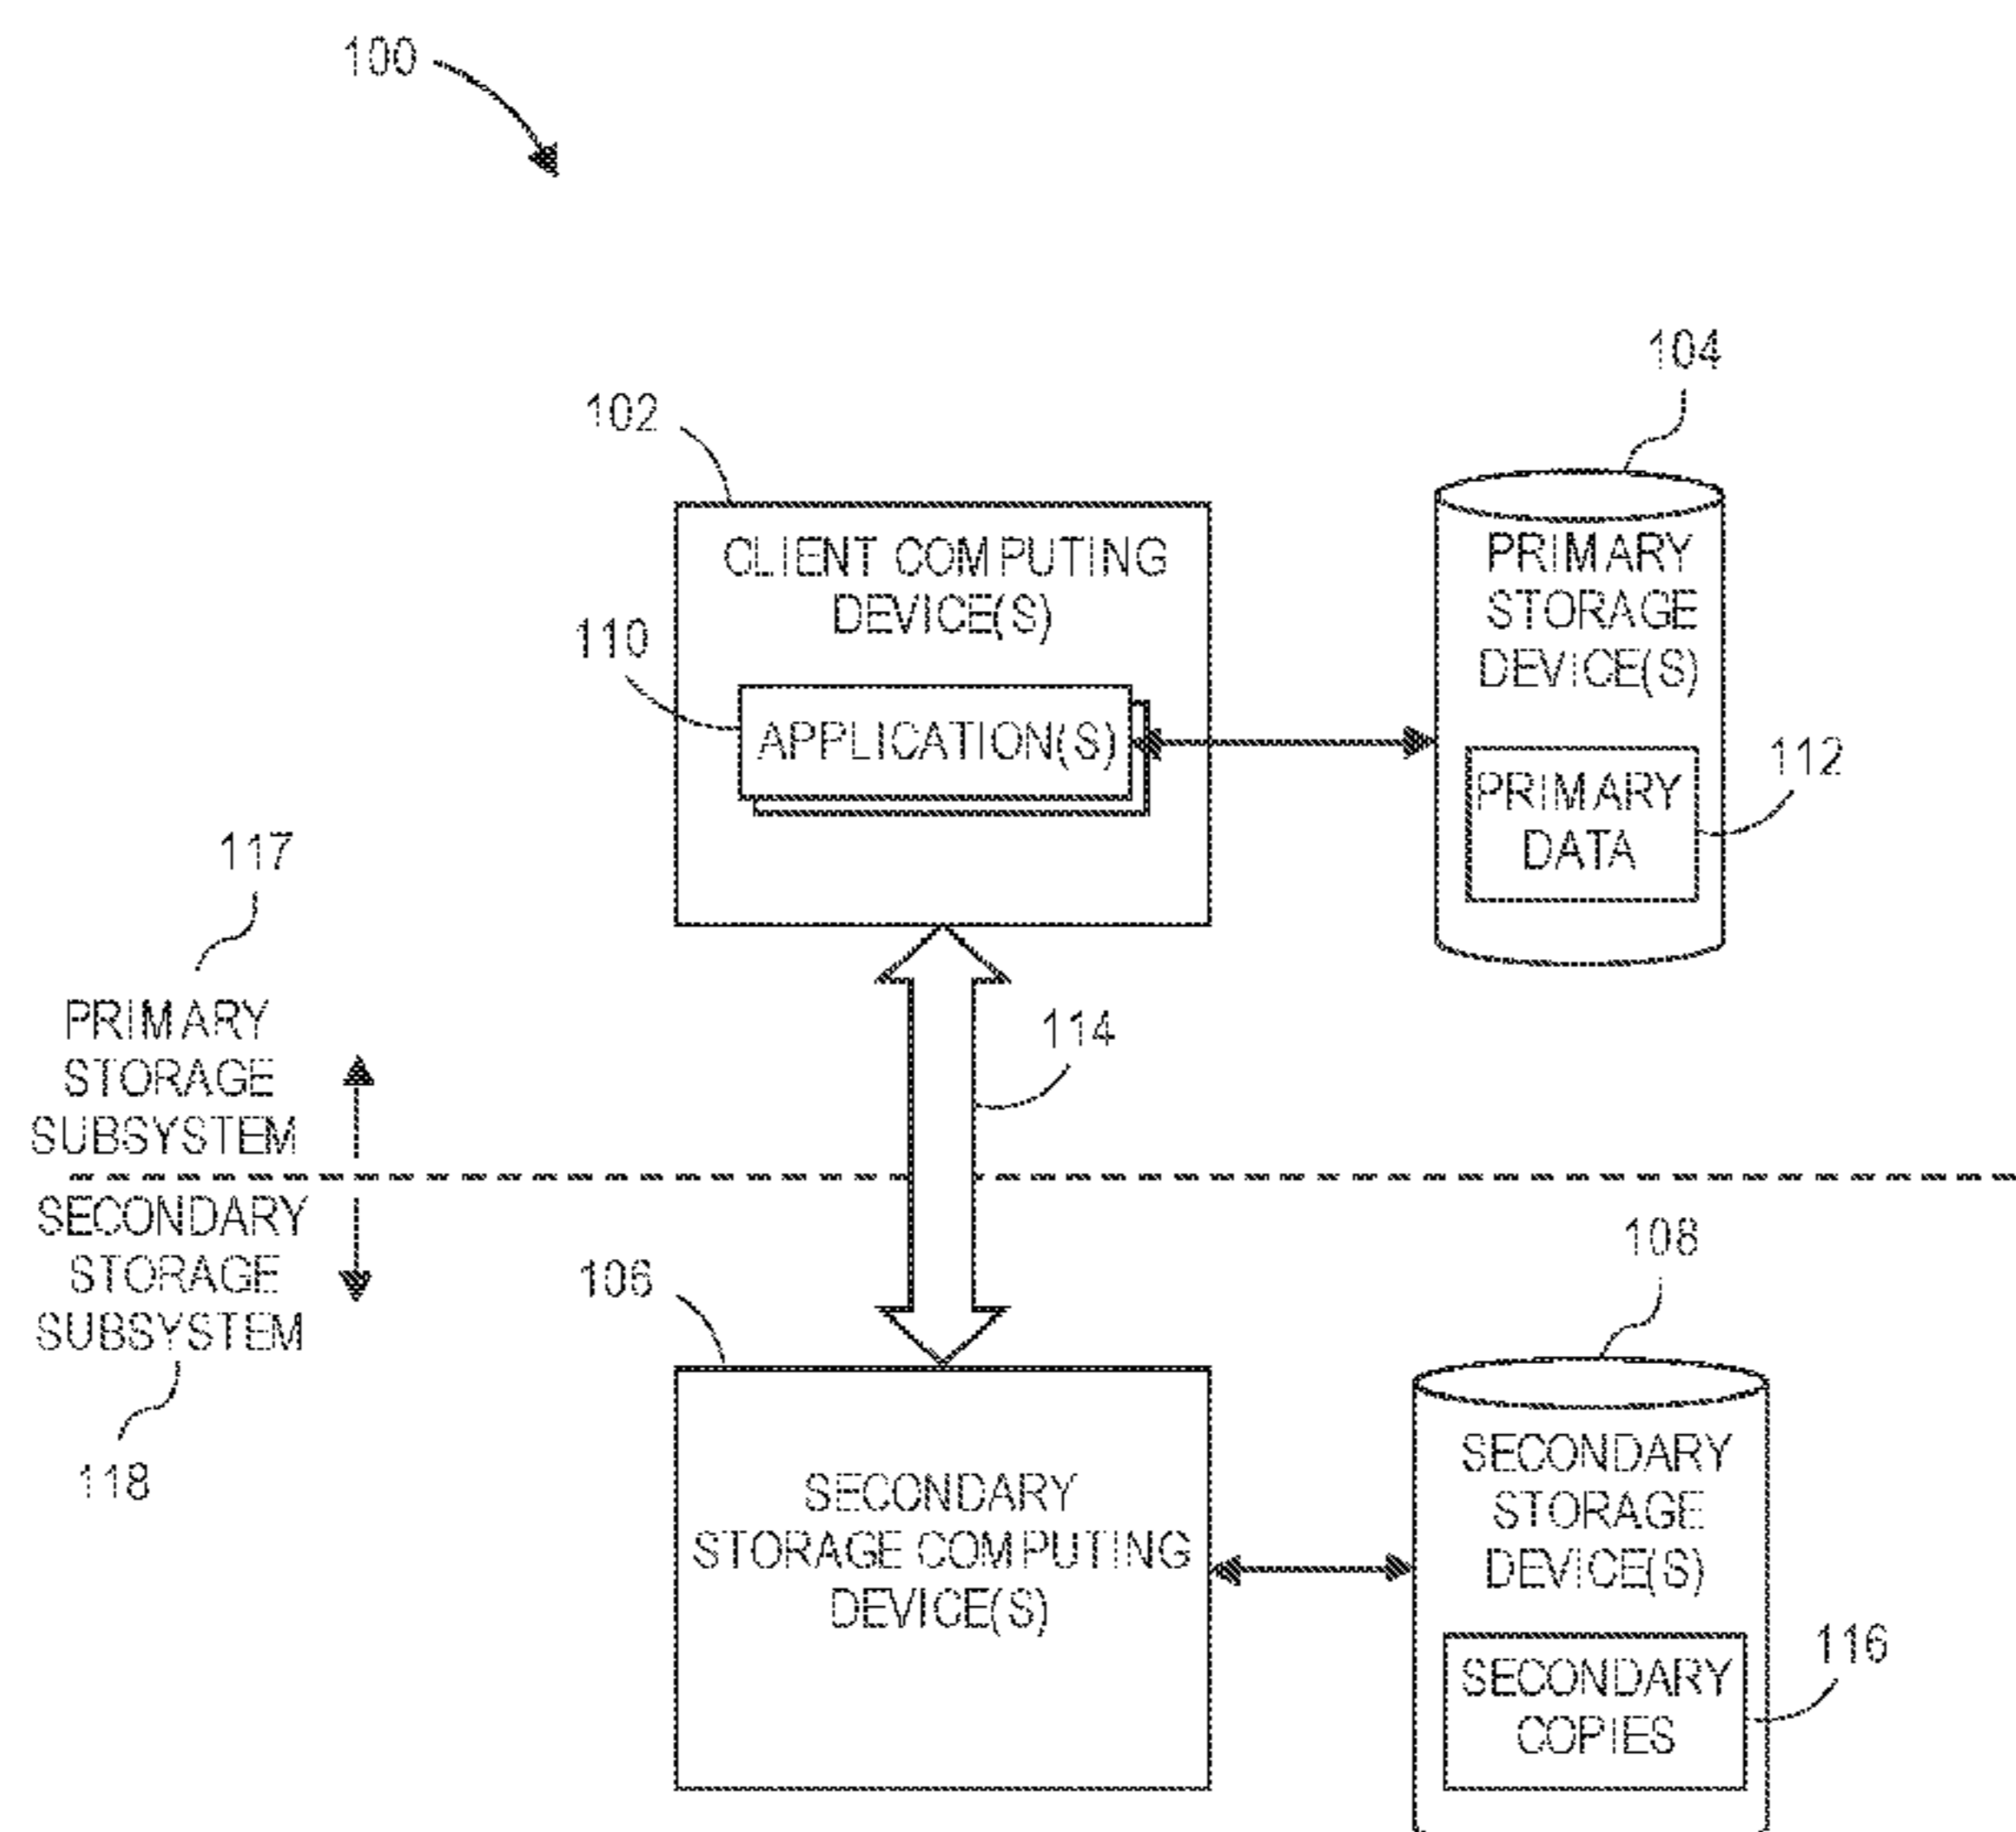 100
104
102
CLIENT COMPUTING
DEVICE(S)
PRIMARY
STORAGE
DEVICE(S)
110
APPLICATION(S)
112
PRIMARY
DATA
117
PRIMARY
STORAGE
SUBSYSTEM
114
SECONDARY
STORAGE
SUBSYSTEM
118
106
108
SECONDARY
STORAGE COMPUTING
DEVICE(S)
SECONDARY
STORAGE
DEVICE(S)
116
SECONDARY
COPIES